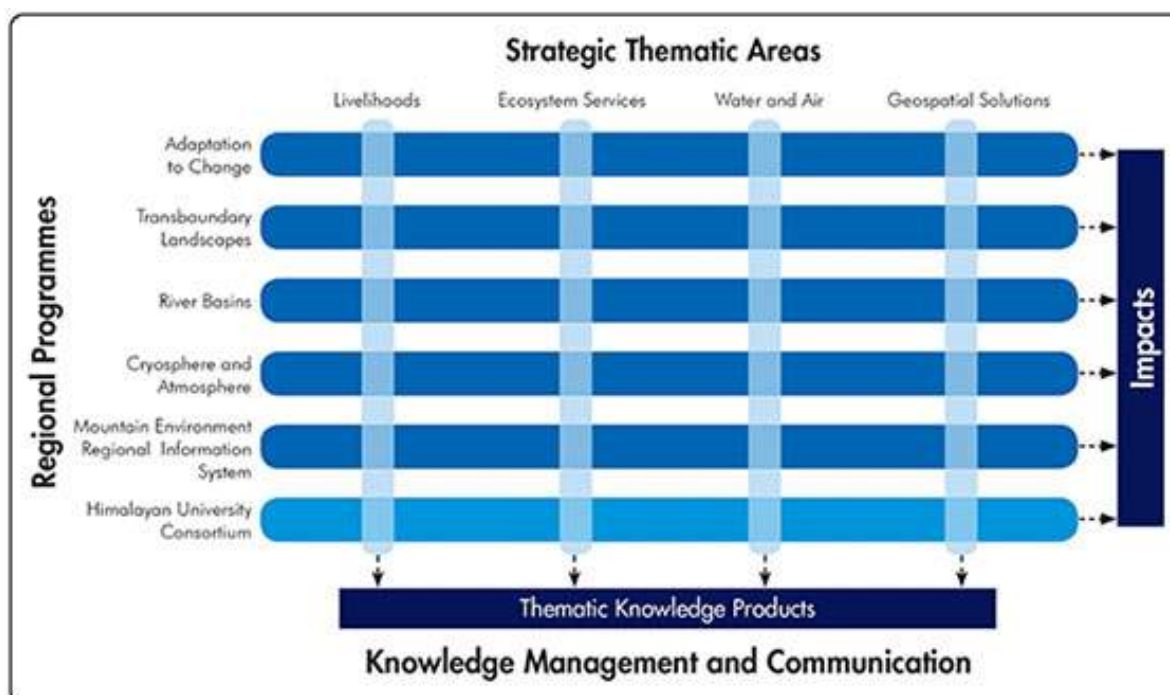 Strategic Thematic Areas
Livelihoods
Ecosystem Services
Water and Air
Geospatial Solutions
Regional Programmes
Adaptation
to Change
Transboundary
Landscapes
River Basins
Cryosphere and
Atmosphere
Mountain Environment
Regional Information
System
Himalayan University
Consortium
Impacts
Thematic Knowledge Products
Knowledge Management and Communication